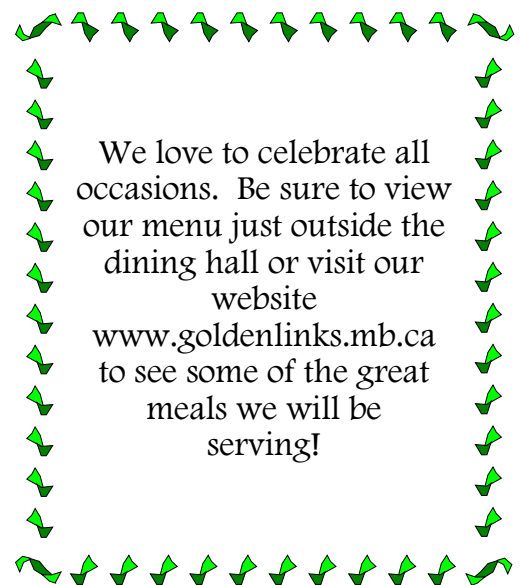 We love to celebrate all
occasions.  Be sure to view
our menu just outside the
dining hall or visit our
website
www.goldenlinks.mb.ca
to see some of the great
meals we will be
serving!